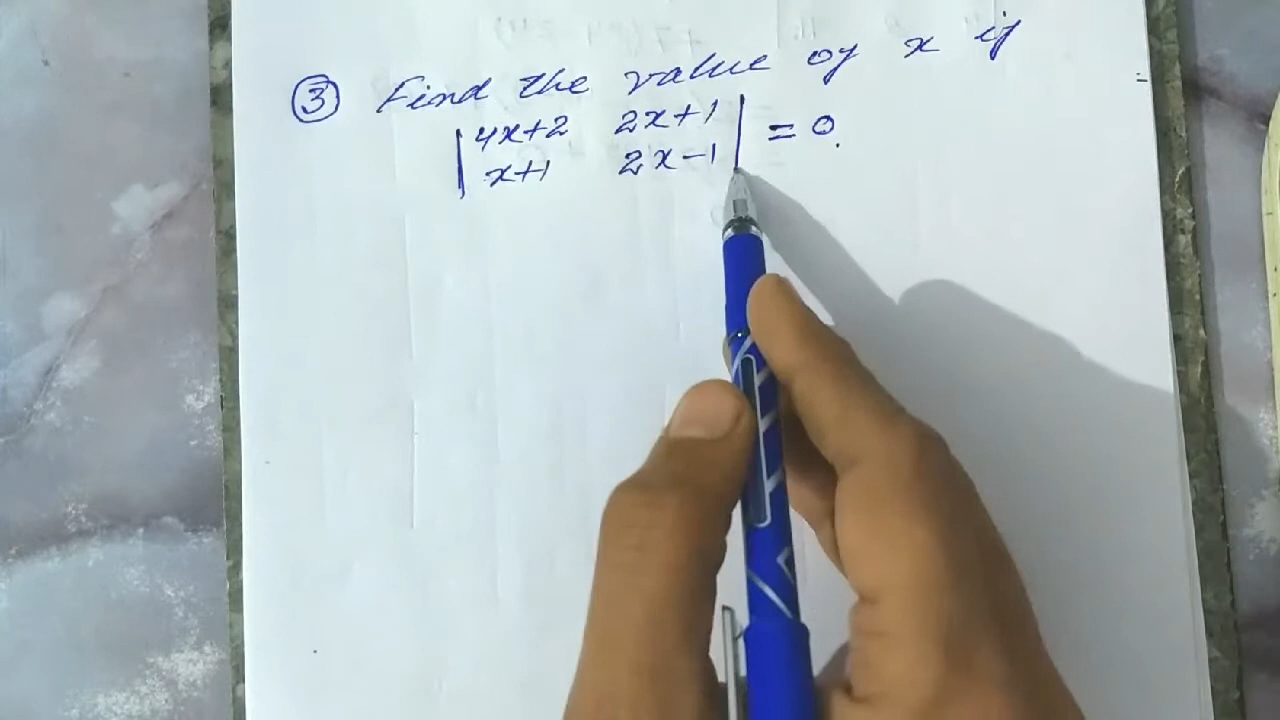 ③ Find the value of x if
|4x+2 2x+1| = 0.
|x+1 2x-1|